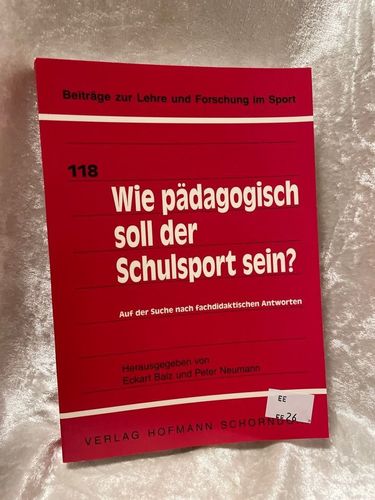 Beiträge zur Lehre und Forschung im Sport
118
Wie pädagogisch
soll der
Schulsport sein?
Auf der Suche nach fachdidaktischen Antworten
Herausgegeben von
Eckart Balz und Peter Neumann
EE
26
VERLAG HOFMANN